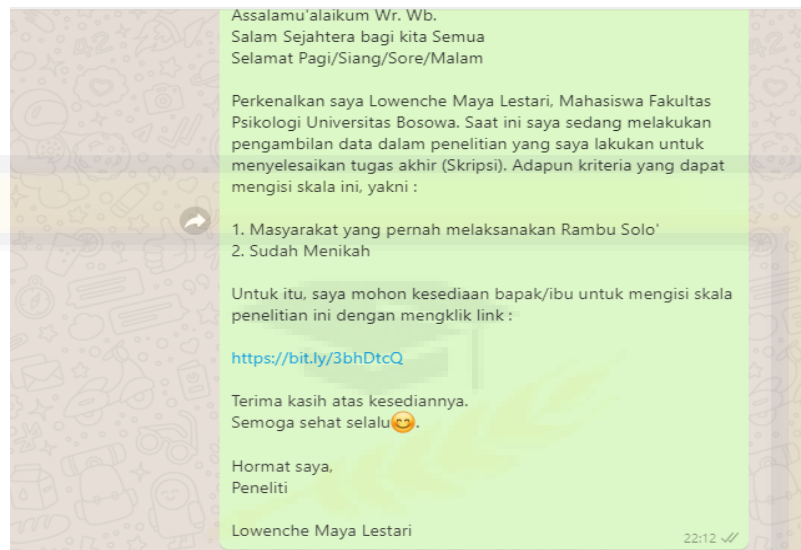 Assalamu'alaikum Wr. Wb.
Salam Sejahtera bagi kita Semua
Selamat Pagi/Siang/Sore/Malam
Perkenalkan saya Lowenche Maya Lestari, Mahasiswa Fakultas
Psikologi Universitas Bosowa. Saat ini saya sedang melakukan
pengambilan data dalam penelitian yang saya lakukan untuk
menyelesaikan tugas akhir (Skripsi). Adapun kriteria yang dapat
mengisi skala ini, yakni :
1. Masyarakat yang pernah melaksanakan Rambu Solo'
2. Sudah Menikah
Untuk itu, saya mohon kesediaan bapak/ibu untuk mengisi skala
penelitian ini dengan mengklik link :
https://bit.ly/3bhDtcQ
Terima kasih atas kesediannya.
Semoga sehat selalu😊.
Hormat saya,
Peneliti
Lowenche Maya Lestari
22:12